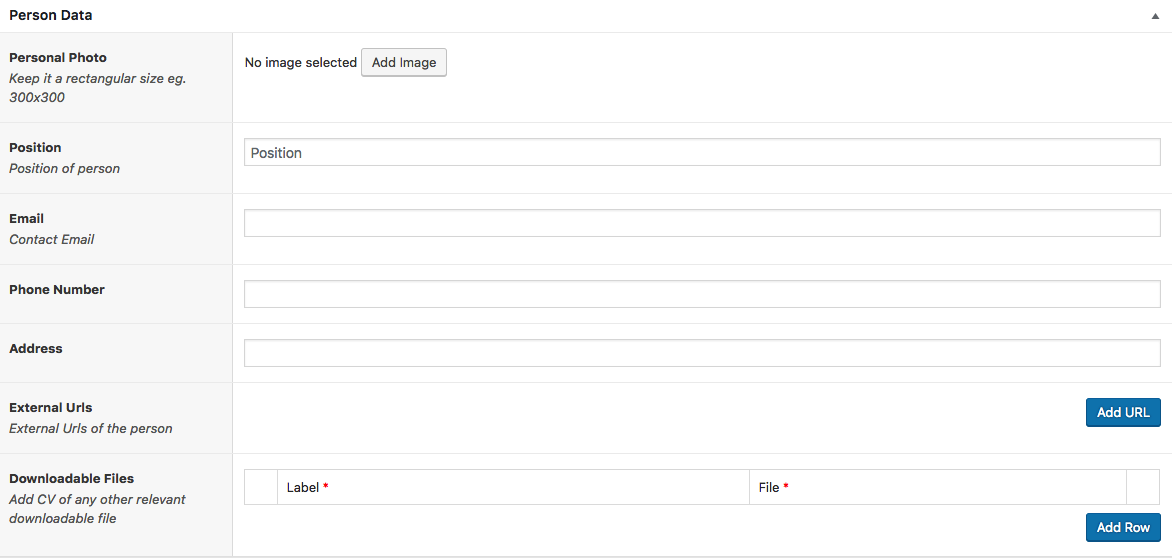 Person Data
Personal Photo
Keep it a rectangular size eg.
300x300
No image selected Add Image
Position
Position of person
Position
Email
Contact Email
Phone Number
Address
External Urls
External Urls of the person
Add URL
Downloadable Files
Add CV of any other relevant
downloadable file
Label * File *
Add Row